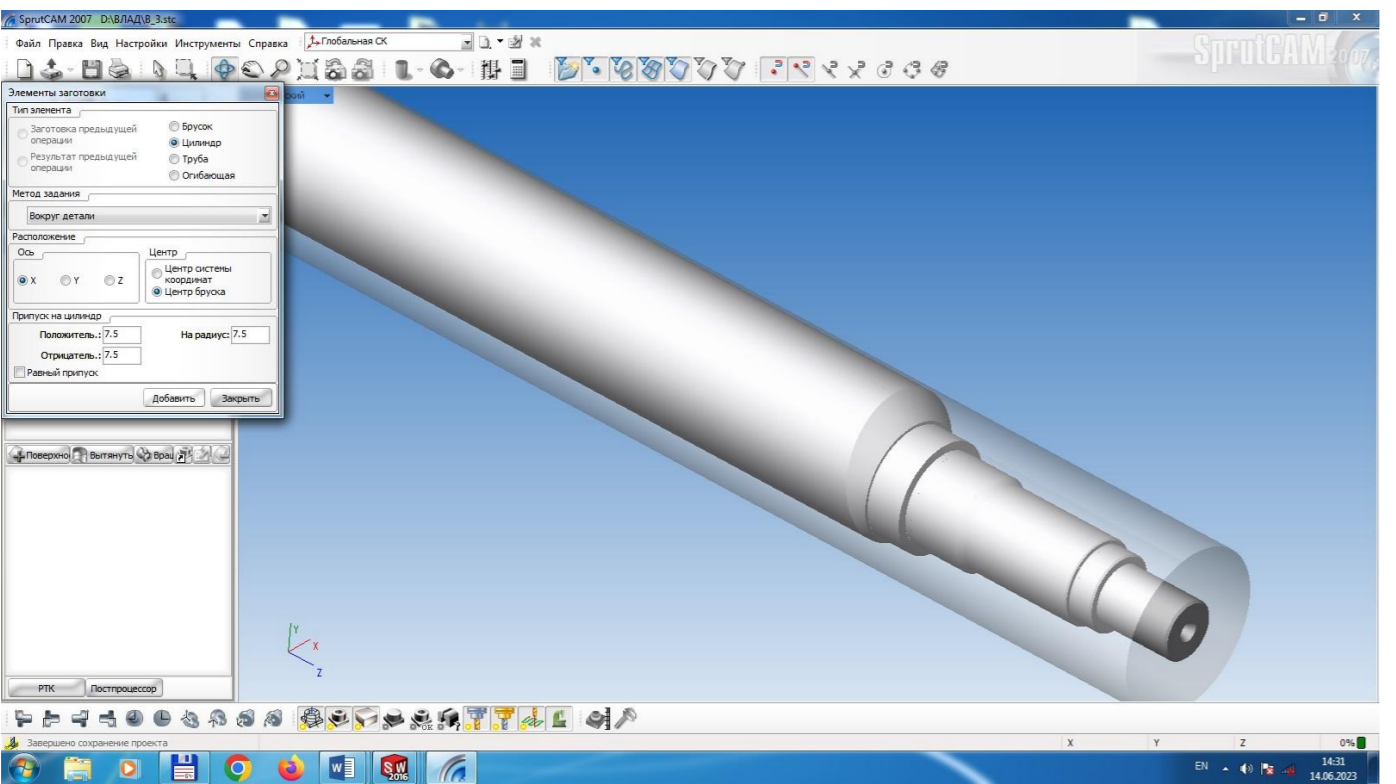 SprutCAM 2007 D:\ВЛАД\В_3.stc
Файл Правка Вид Настройки Инструменты Справка Глобальная СК
SprutCAM 2007
Элементы заготовки
Тип элемента
Заготовка предыдущей операции
Результат предыдущей операции
Брусок
Цилиндр
Труба
Огибающая
Метод задания
Вокруг детали
Расположение
Ось
X Y Z
Центр
Центр системы координат
Центр бруска
Припуск на цилиндр
Положитель.: 7.5 На радиус: 7.5
Отрицатель.: 7.5
Равный припуск
Добавить Закрыть
Поверхно Вытянуть Вращ
Y
X
Z
РТК Постпроцессор
Завершено сохранение проекта X Y Z 0%
EN 14:31
14.06.2023
SW
2016